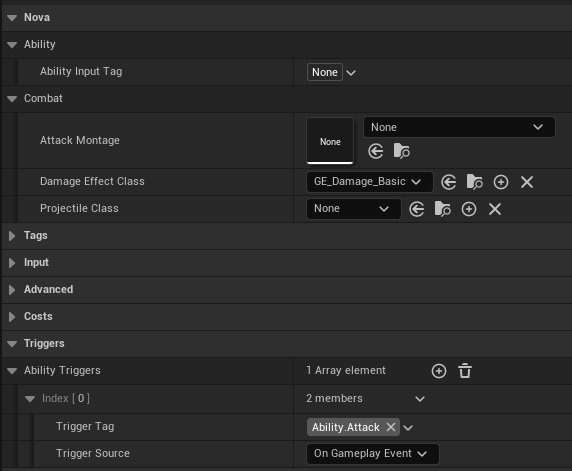 Nova
Ability
Ability Input Tag None
Combat
Attack Montage None None
Damage Effect Class GE_Damage_Basic
Projectile Class None
Tags
Input
Advanced
Costs
Triggers
Ability Triggers 1 Array element
Index [ 0 ] 2 members
Trigger Tag Ability.Attack
Trigger Source On Gameplay Event